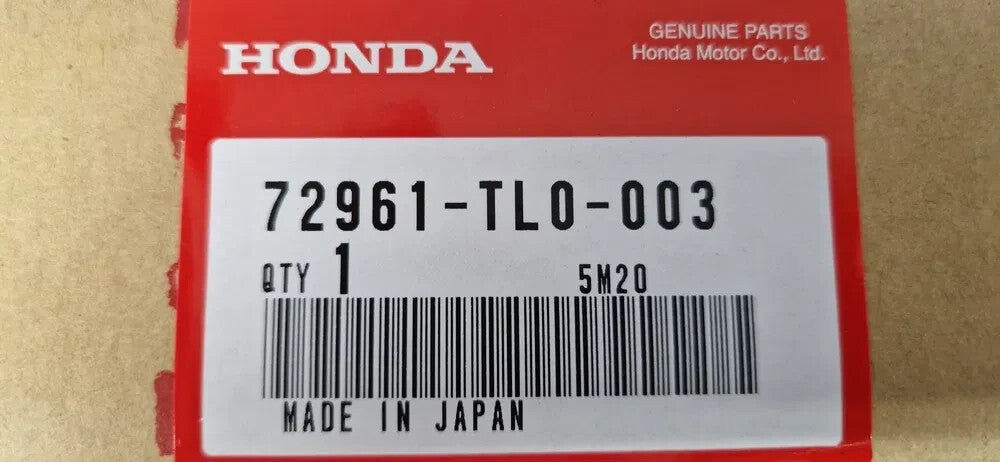 HONDA
GENUINE PARTS
Honda Motor Co., Ltd.
72961-TL0-003
QTY 1 5M20
MADE IN JAPAN